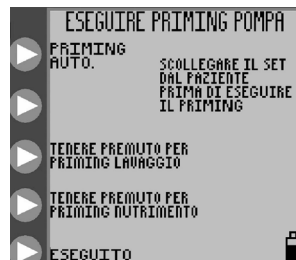 ESEGUIRE PRIMING POMPA
PRIMING
AUTO.
SCOLLEGARE IL SET
DAL PAZIENTE
PRIMA DI ESEGUIRE
IL PRIMING
TENERE PREMUTO PER
PRIMING LAVAGGIO
TENERE PREMUTO PER
PRIMING NUTRIMENTO
ESEGUITO